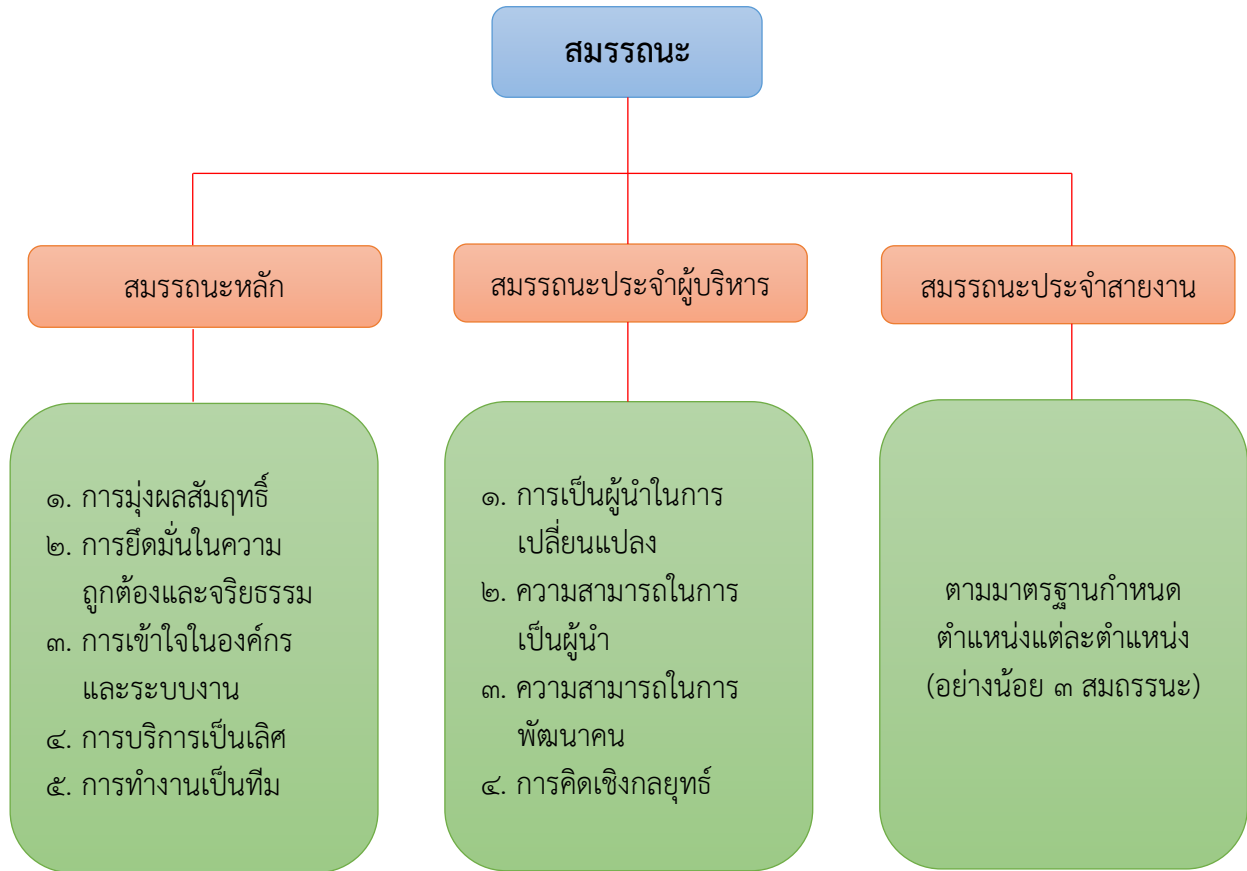 สมรรถนะ
สมรรถนะหลัก
สมรรถนะประจำผู้บริหาร
สมรรถนะประจำสายงาน
๑. การมุ่งผลสัมฤทธิ์
๒. การยึดมั่นในความ
ถูกต้องและจริยธรรม
๓. การเข้าใจในองค์กร
และระบบงาน
๔. การบริการเป็นเลิศ
๕. การทำงานเป็นทีม
๑. การเป็นผู้นำในการ
เปลี่ยนแปลง
๒. ความสามารถในการ
เป็นผู้นำ
๓. ความสามารถในการ
พัฒนาคน
๔. การคิดเชิงกลยุทธ์
ตามมาตรฐานกำหนด
ตำแหน่งแต่ละตำแหน่ง
(อย่างน้อย ๓ สมถรรนะ)